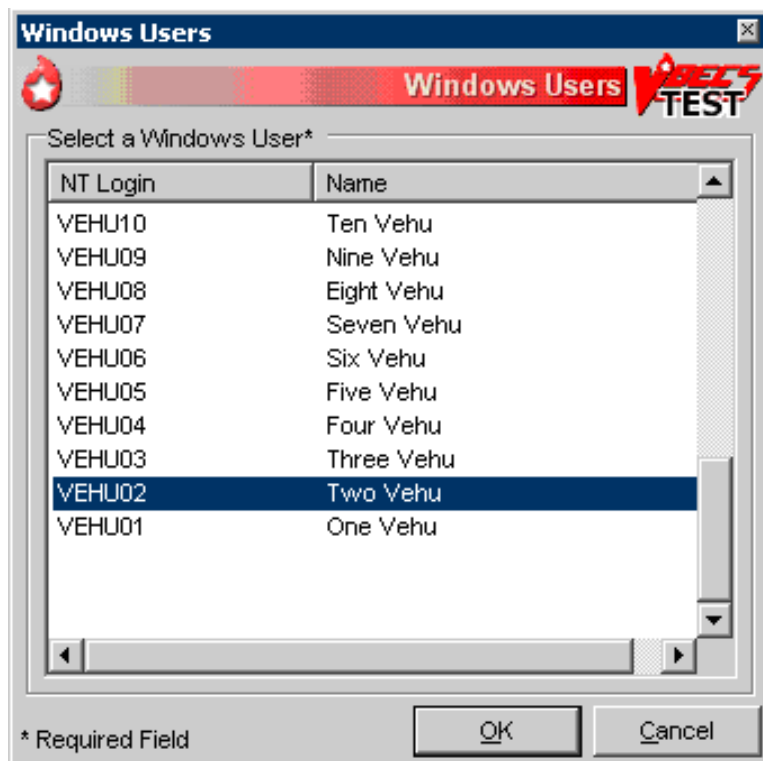 Windows Users
Windows Users
VBECS
TEST
Select a Windows User*
NT Login Name
VEHU10 Ten Vehu
VEHU09 Nine Vehu
VEHU08 Eight Vehu
VEHU07 Seven Vehu
VEHU06 Six Vehu
VEHU05 Five Vehu
VEHU04 Four Vehu
VEHU03 Three Vehu
VEHU02 Two Vehu
VEHU01 One Vehu
* Required Field OK Cancel